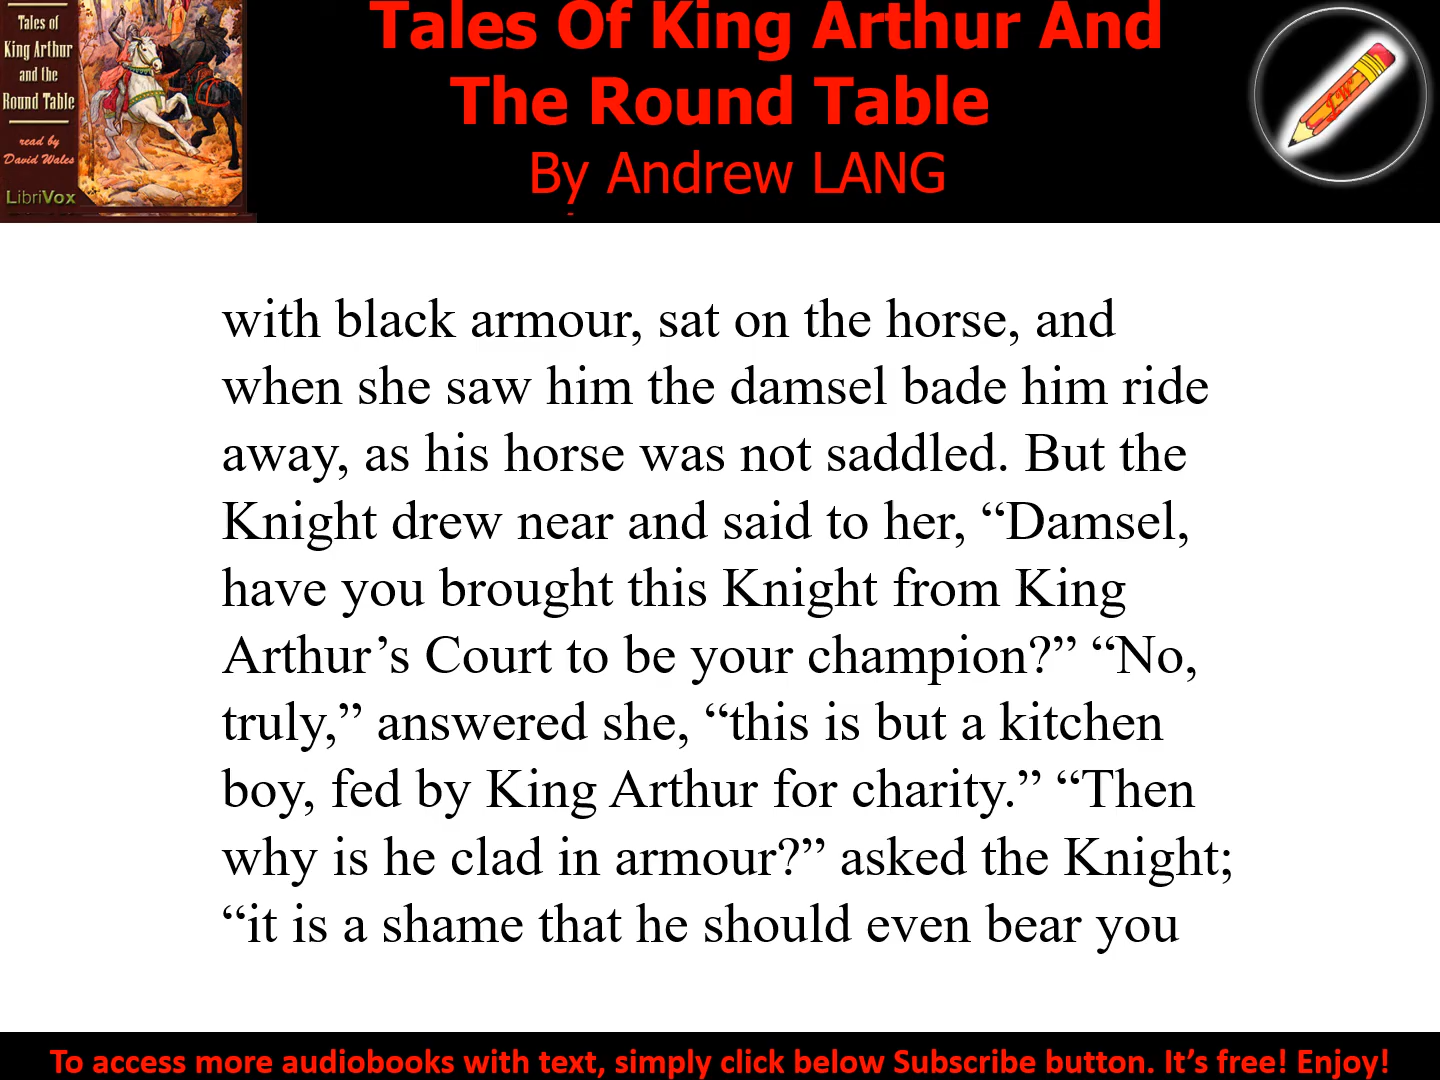 Tales of
King Arthur
and the
Round Table
read by
David Wales
LibriVox
Tales Of King Arthur And
The Round Table
By Andrew LANG
with black armour, sat on the horse, and
when she saw him the damsel bade him ride
away, as his horse was not saddled. But the
Knight drew near and said to her, “Damsel,
have you brought this Knight from King
Arthur’s Court to be your champion?” “No,
truly,” answered she, “this is but a kitchen
boy, fed by King Arthur for charity.” “Then
why is he clad in armour?” asked the Knight;
“it is a shame that he should even bear you
To access more audiobooks with text, simply click below Subscribe button. It’s free! Enjoy!